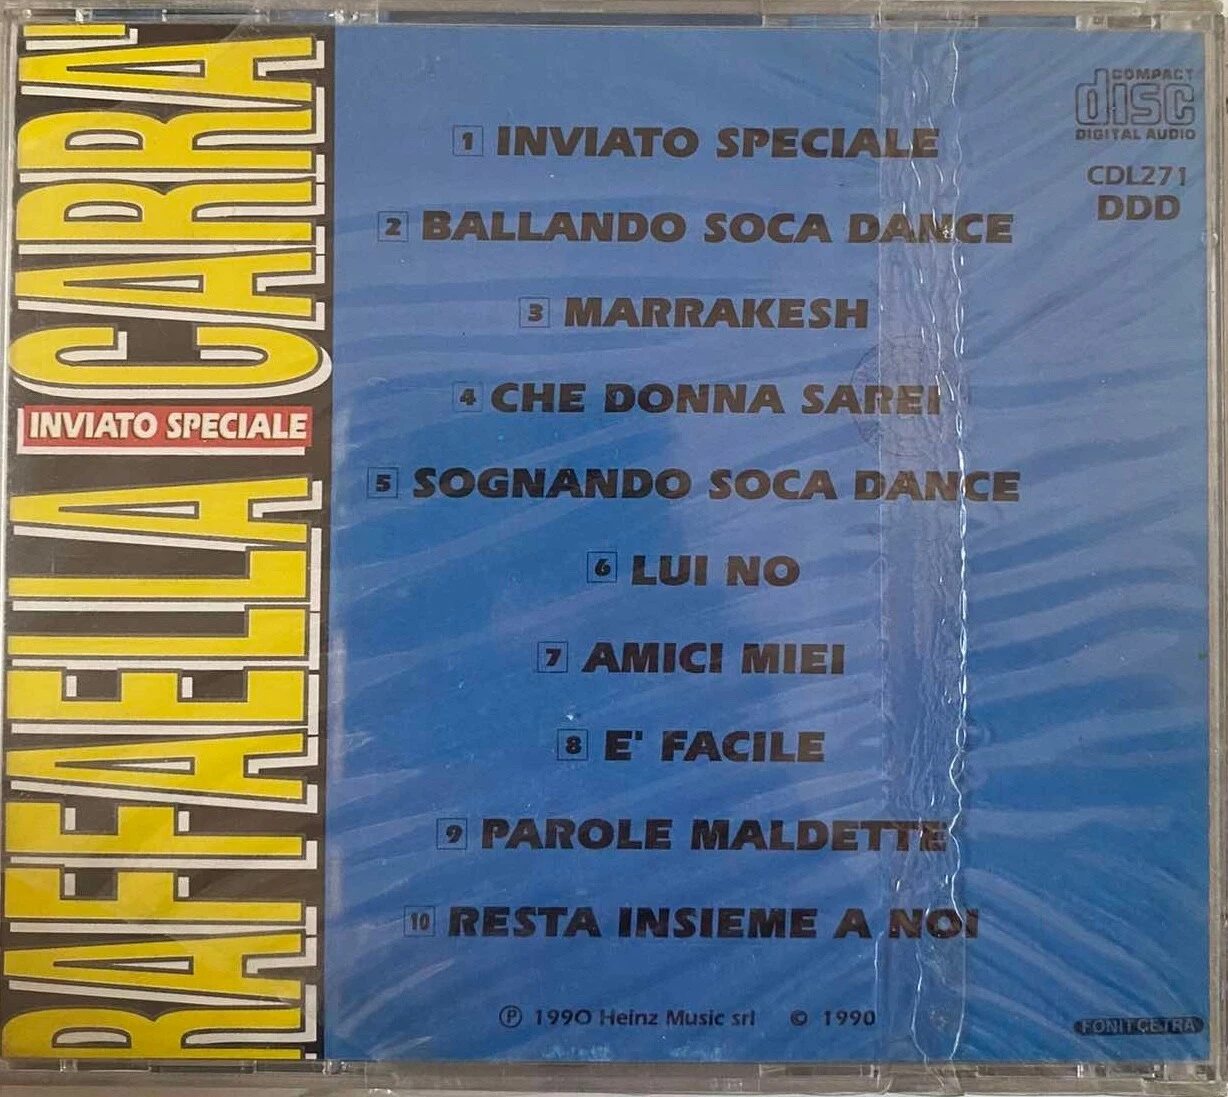 RAFFAELLA CARRA'
INVIATO SPECIALE
1 INVIATO SPECIALE
2 BALLANDO SOCA DANCE
3 MARRAKESH
4 CHE DONNA SAREI
5 SOGNANDO SOCA DANCE
6 LUI NO
7 AMICI MIEI
8 E' FACILE
9 PAROLE MALDETTE
10 RESTA INSIEME A NOI
COMPACT
disc
DIGITAL AUDIO
CDL271
DDD
℗ 1990 Heinz Music srl © 1990
FONIT CETRA